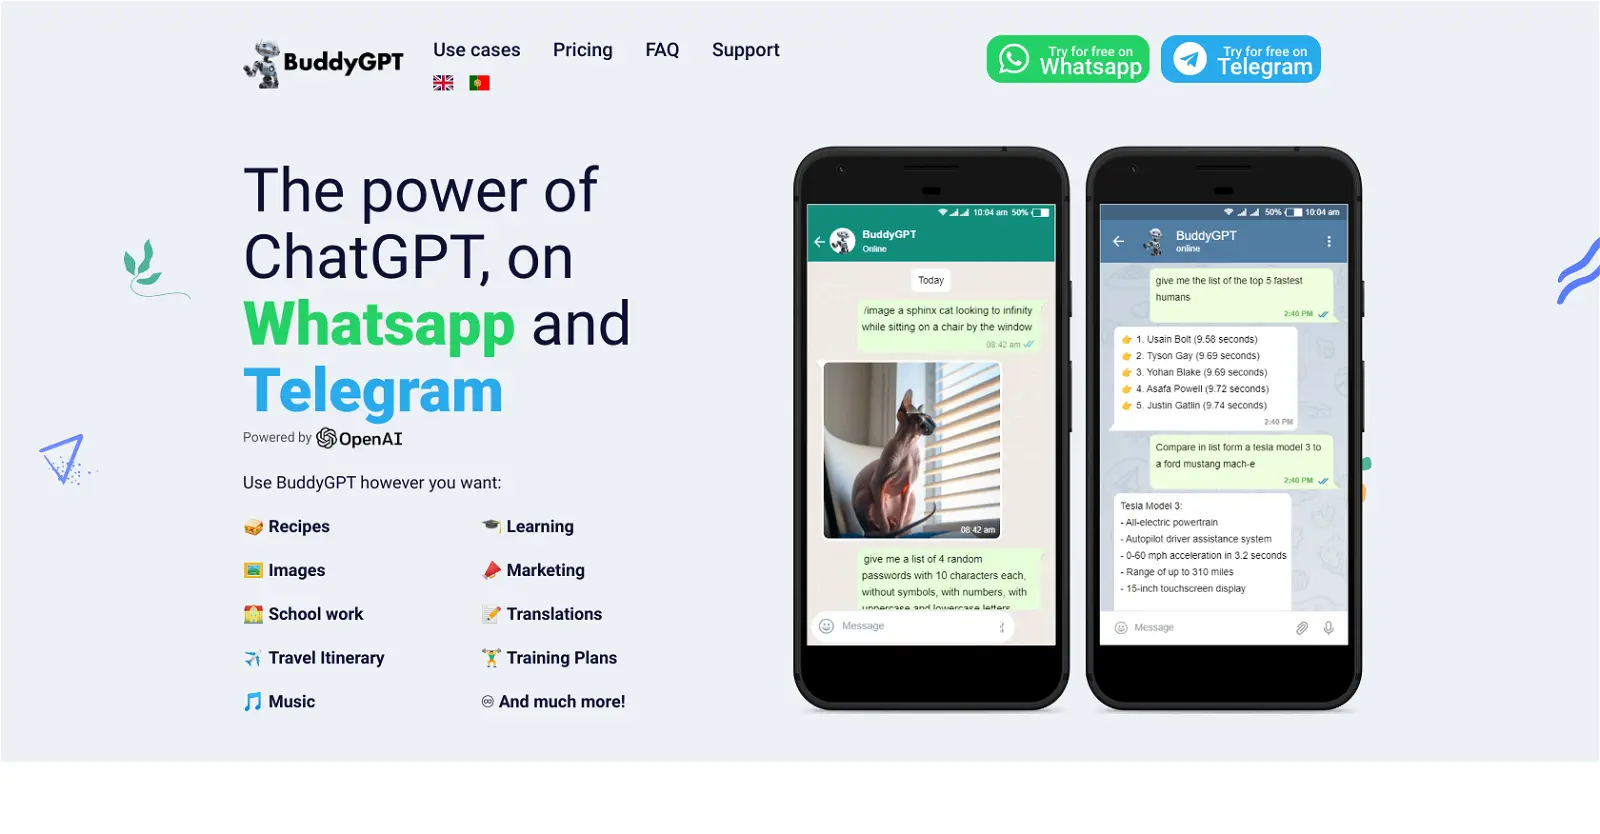 BuddyGPT
Use cases
Pricing
FAQ
Support
Try for free on
Whatsapp
Try for free on
Telegram
The power of
ChatGPT, on
Whatsapp and
Telegram
Powered by OpenAI
Use BuddyGPT however you want:
Recipes
Learning
Images
Marketing
School work
Translations
Travel Itinerary
Training Plans
Music
And much more!
10:04 am 50%
BuddyGPT
Online
Today
/image a sphinx cat looking to infinity
while sitting on a chair by the window
08:42 am
08:42 am
give me a list of 4 random
passwords with 10 characters each,
without symbols, with numbers, with
uppercase and lowercase letters
Message
50% 10:04 am
BuddyGPT
online
give me the list of the top 5 fastest
humans
2:40 PM
1. Usain Bolt (9.58 seconds)
2. Tyson Gay (9.69 seconds)
3. Yohan Blake (9.69 seconds)
4. Asafa Powell (9.72 seconds)
5. Justin Gatlin (9.74 seconds)
2:40 PM
Compare in list form a tesla model 3 to
a ford mustang mach-e
2:40 PM
Tesla Model 3:
- All-electric powertrain
- Autopilot driver assistance system
- 0-60 mph acceleration in 3.2 seconds
- Range of up to 310 miles
- 15-inch touchscreen display
Message